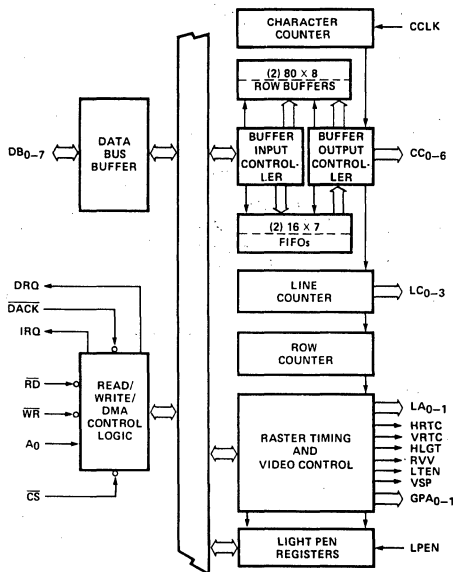 CHARACTER
COUNTER
CCLK
(2) 80 X 8
ROW BUFFERS
DB0–7
DATA
BUS
BUFFER
BUFFER
INPUT
CONTROL-
LER
BUFFER
OUTPUT
CONTROL-
LER
CC0–6
(2) 16 X 7
FIFOs
DRQ
DACK
IRQ
RD
WR
A0
CS
READ/
WRITE/
DMA
CONTROL
LOGIC
LINE
COUNTER
LC0–3
ROW
COUNTER
RASTER TIMING
AND
VIDEO CONTROL
LA0–1
HRTC
VRTC
HLGT
RVV
LTEN
VSP
GPA0–1
LIGHT PEN
REGISTERS
LPEN